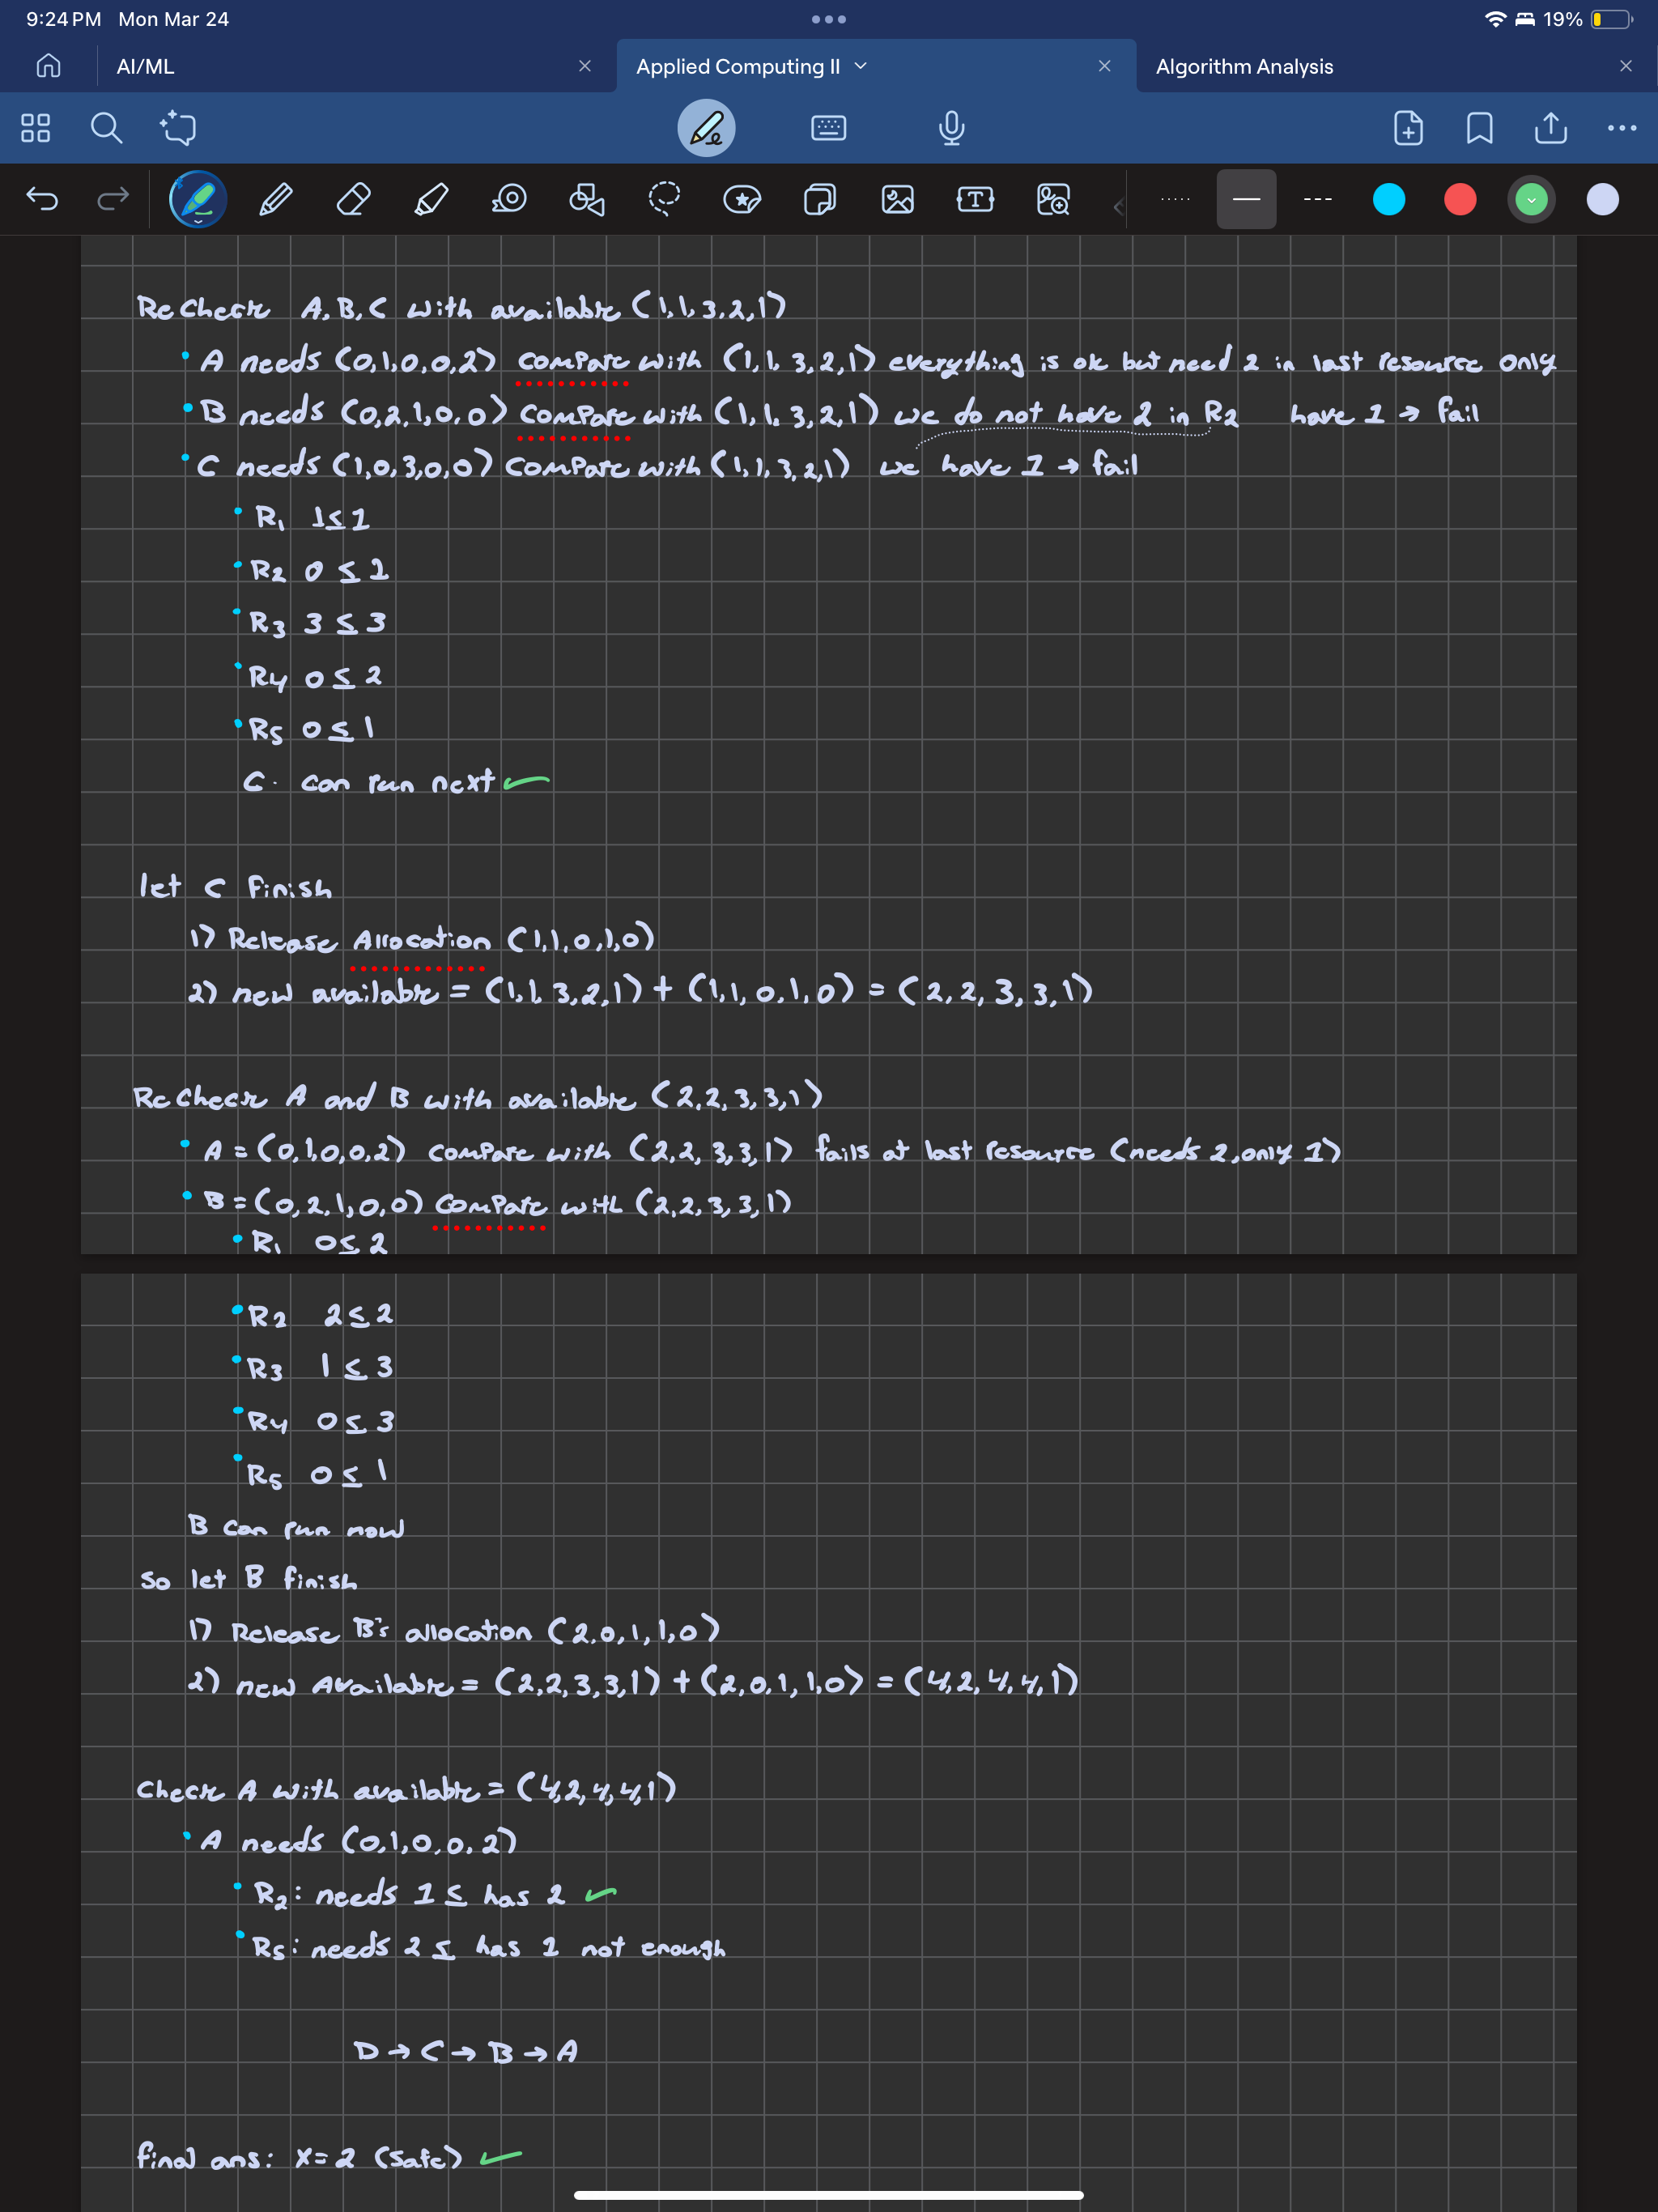 9:24 PM Mon Mar 24
19%
AI/ML
Applied Computing II
Algorithm Analysis
Recheck A,B,C with available (1,1,3,2,1)
• A needs (0,1,0,0,2) compare with (1,1,3,2,1) everything is ok but need 2 in last resource only
• B needs (0,2,1,0,0) compare with (1,1,3,2,1) we do not have 2 in R2 have 1 → fail
• C needs (1,0,3,0,0) compare with (1,1,3,2,1) we have 1 → fail
• R1 1≤1
• R2 0≤1
• R3 3≤3
• R4 0≤2
• R5 0≤1
C. can run next ✓
let C finish
1) Release Allocation (1,1,0,1,0)
2) new available = (1,1,3,2,1) + (1,1,0,1,0) = (2,2,3,3,1)
Recheck A and B with available (2,2,3,3,1)
• A = (0,1,0,0,2) compare with (2,2,3,3,1) fails at last resource (needs 2, only 1)
• B = (0,2,1,0,0) compare with (2,2,3,3,1)
• R1 0≤2
• R2 2≤2
• R3 1≤3
• R4 0≤3
• R5 0≤1
B can run now
So let B finish
1) Release B's allocation (2,0,1,1,0)
2) new Available = (2,2,3,3,1) + (2,0,1,1,0) = (4,2,4,4,1)
Check A with available = (4,2,4,4,1)
• A needs (0,1,0,0,2)
• R2: needs 1 ≤ has 2 ✓
• R5: needs 2 ≤ has 1 not enough
D → C → B → A
final ans: X=2 (safe) ✓